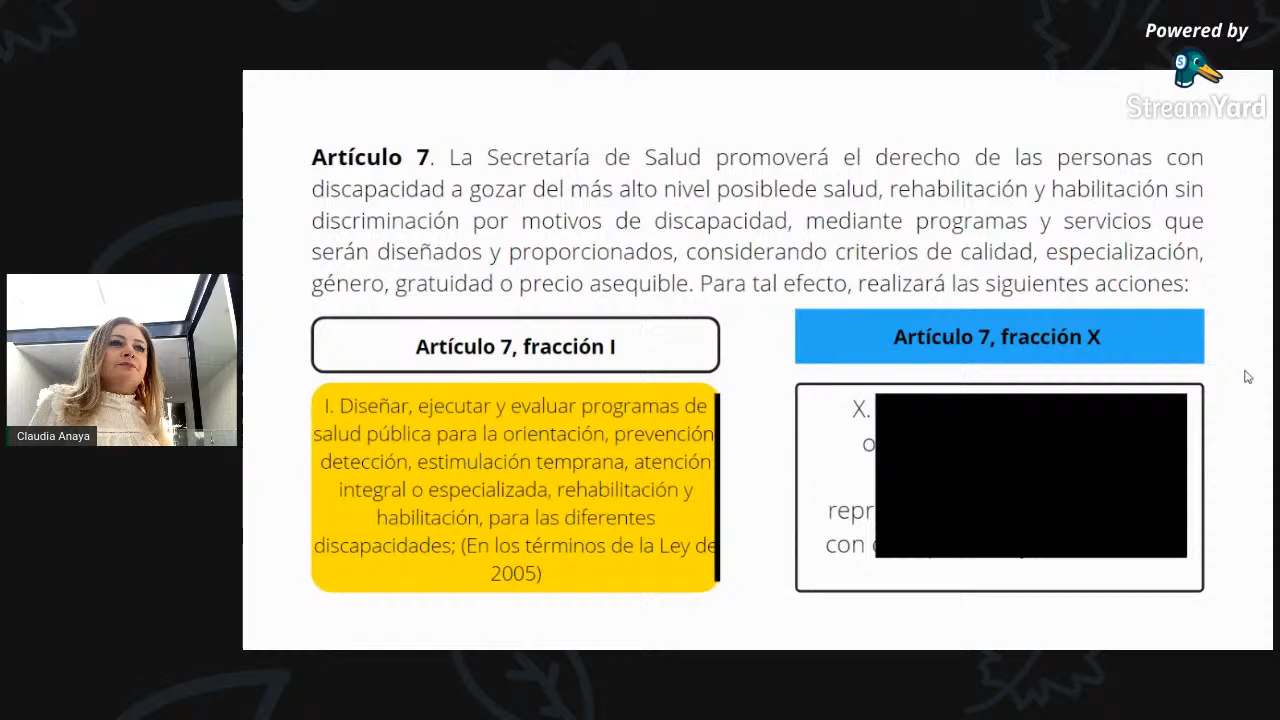 Powered by
StreamYard
Artículo 7. La Secretaría de Salud promoverá el derecho de las personas con
discapacidad a gozar del más alto nivel posiblede salud, rehabilitación y habilitación sin
discriminación por motivos de discapacidad, mediante programas y servicios que
serán diseñados y proporcionados, considerando criterios de calidad, especialización,
género, gratuidad o precio asequible. Para tal efecto, realizará las siguientes acciones:
Artículo 7, fracción I
I. Diseñar, ejecutar y evaluar programas de
salud pública para la orientación, prevención
detección, estimulación temprana, atención
integral o especializada, rehabilitación y
habilitación, para las diferentes
discapacidades; (En los términos de la Ley de
2005)
Artículo 7, fracción X
X.
con
Claudia Anaya